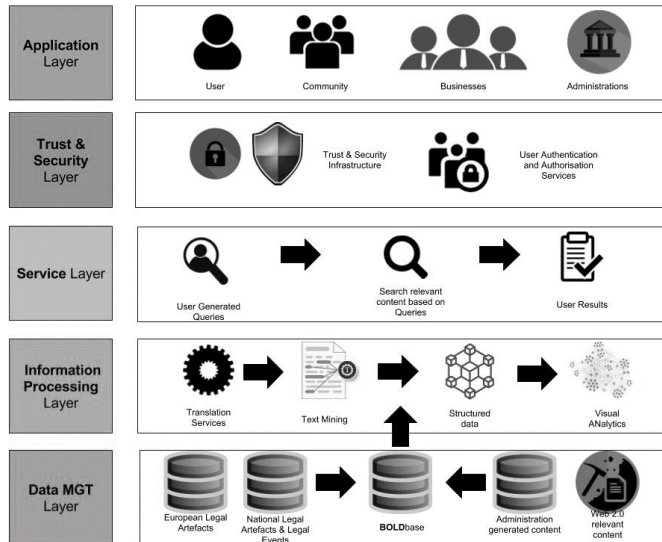 Application
Layer
User
Community
Businesses
Administrations
Trust &
Security
Layer
Trust & Security
Infrastructure
User Authentication
and Authorisation
Services
Service Layer
User Generated
Queries
Search relevant
content based on
Queries
User Results
Information
Processing
Layer
Translation
Services
Text Mining
Structured
data
Visual
ANalytics
Data MGT
Layer
European Legal
Artefacts
National Legal
Artefacts & Legal
Events
BOLDbase
Administration
generated content
Web 2.0
relevant
content